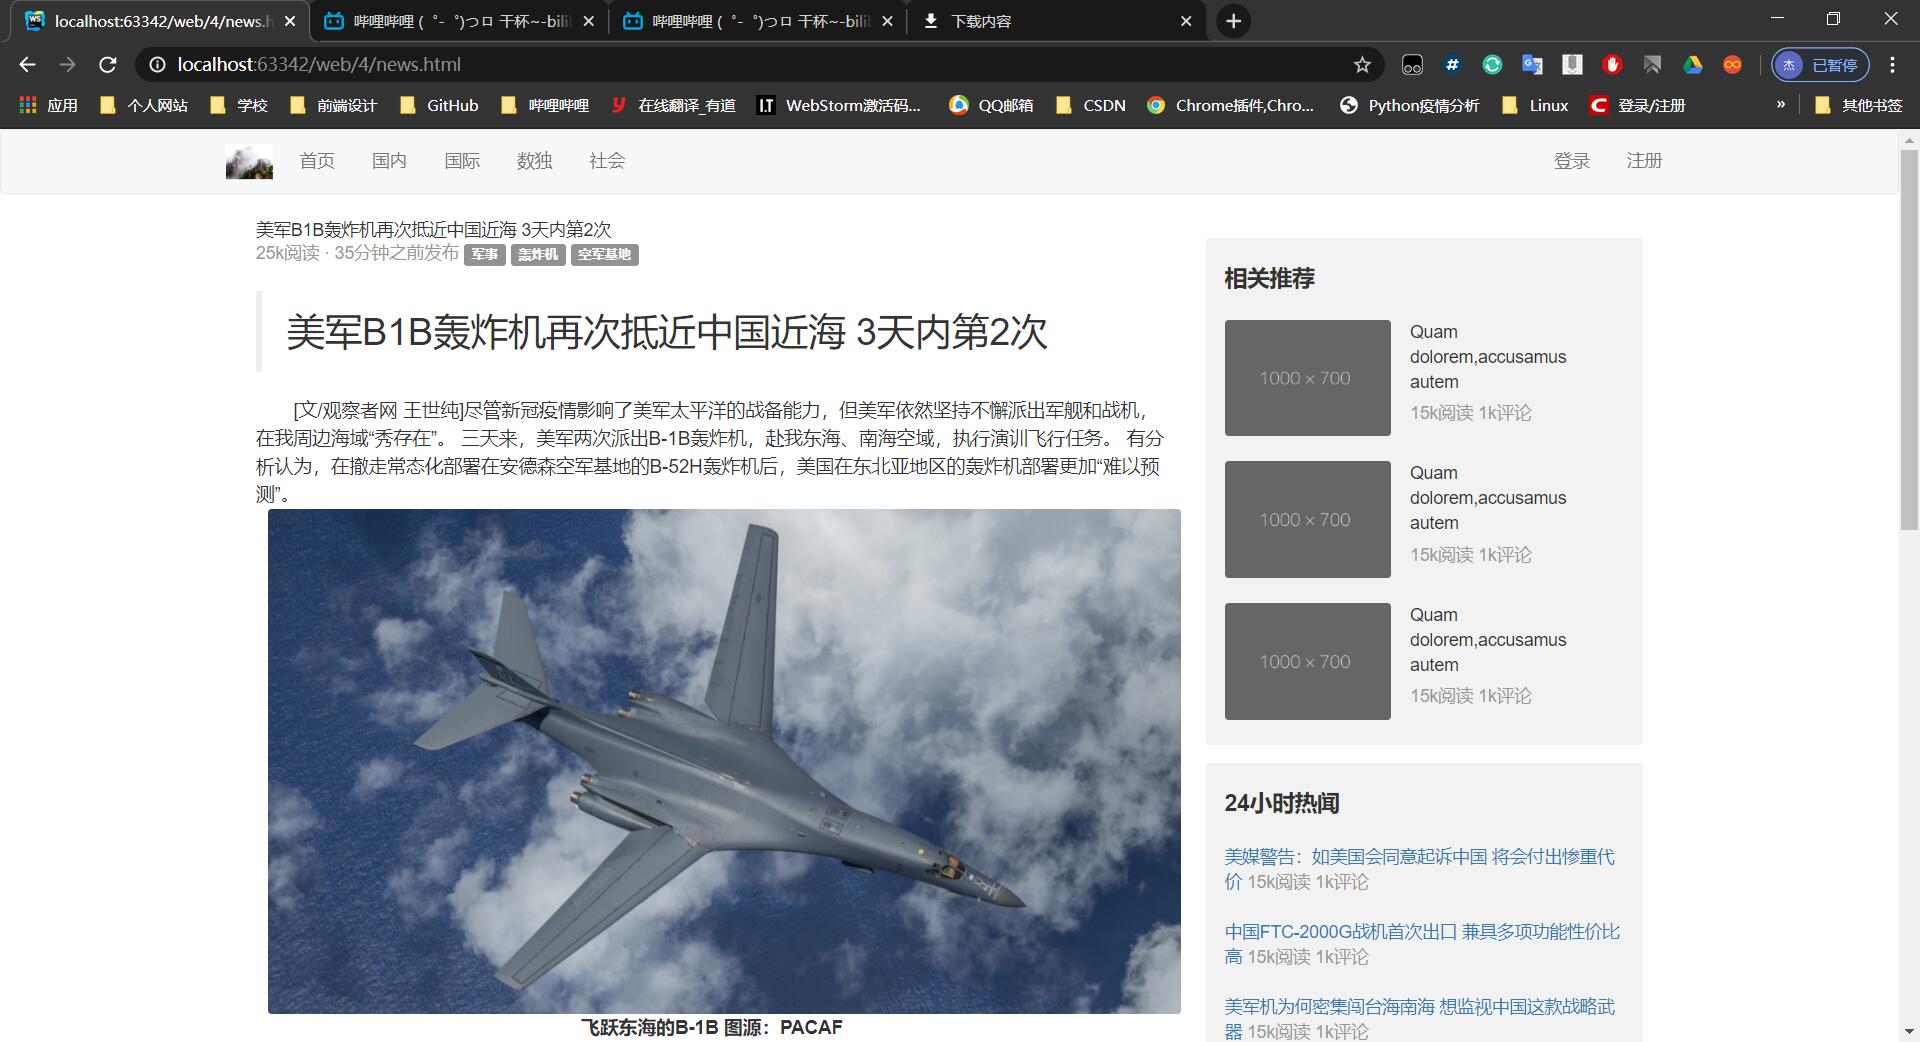 localhost:63342/web/4/news.h
哔哩哔哩 (゜-゜)つロ 干杯~-bili
哔哩哔哩 (゜-゜)つロ 干杯~-bili
下载内容
localhost:63342/web/4/news.html
杰 已暂停
应用 个人网站 学校 前端设计 GitHub 哔哩哔哩 在线翻译_有道 WebStorm激活码... QQ邮箱 CSDN Chrome插件,Chro... Python疫情分析 Linux 登录/注册 » 其他书签
首页 国内 国际 数独 社会 登录 注册
美军B1B轰炸机再次抵近中国近海 3天内第2次
25k阅读 · 35分钟之前发布 军事 轰炸机 空军基地
美军B1B轰炸机再次抵近中国近海 3天内第2次
[文/观察者网 王世纯]尽管新冠疫情影响了美军太平洋的战备能力，但美军依然坚持不懈派出军舰和战机，
在我周边海域“秀存在”。 三天来，美军两次派出B-1B轰炸机，赴我东海、南海空域，执行演训飞行任务。 有分
析认为，在撤走常态化部署在安德森空军基地的B-52H轰炸机后，美国在东北亚地区的轰炸机部署更加“难以预
测”。
飞跃东海的B-1B 图源：PACAF
相关推荐
1000 × 700
Quam
dolorem,accusamus
autem
15k阅读 1k评论
1000 × 700
Quam
dolorem,accusamus
autem
15k阅读 1k评论
1000 × 700
Quam
dolorem,accusamus
autem
15k阅读 1k评论
24小时热闻
美媒警告：如美国会同意起诉中国 将会付出惨重代
价 15k阅读 1k评论
中国FTC-2000G战机首次出口 兼具多项功能性价比
高 15k阅读 1k评论
美军机为何密集闯台海南海 想监视中国这款战略武
器 15k阅读 1k评论